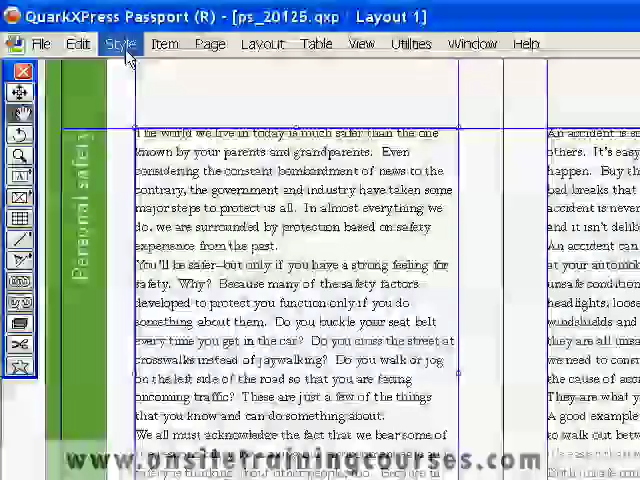 QuarkXPress Passport (R) - [ps_20125.qxp / Layout 1]
File Edit Style Item Page Layout Table View Utilities Window Help
Personal safety
The world we live in today is much safer than the one
known by your parents and grandparents. Even
considering the constant bombardment of news to the
contrary, the government and industry have taken some
major steps to protect us all. In almost everything we
do, we are surrounded by protection based on safety
experience from the past.
You'll be safer--but only if you have a strong feeling for
safety. Why? Because many of the safety factors
developed to protect you function only if you do
something about them. Do you buckle your seat belt
every time you get in the car? Do you cross the street at
crosswalks instead of jaywalking? Do you walk or jog
on the left side of the road so that you are facing
oncoming traffic? These are just a few of the things
that you know and can do something about.
We all must acknowledge the fact that we hear some of
An accident is su
others. It's easy
happen. Buy th
bad breaks that
accident is never
and it isn't delib
An accident can
at your automob
unsafe condition
headlights, loose
windshields and
they are all unsa
we need to cons
the cause of acc
They are what y
A good example
to walk out betw
www.onsitetrainingcourses.com